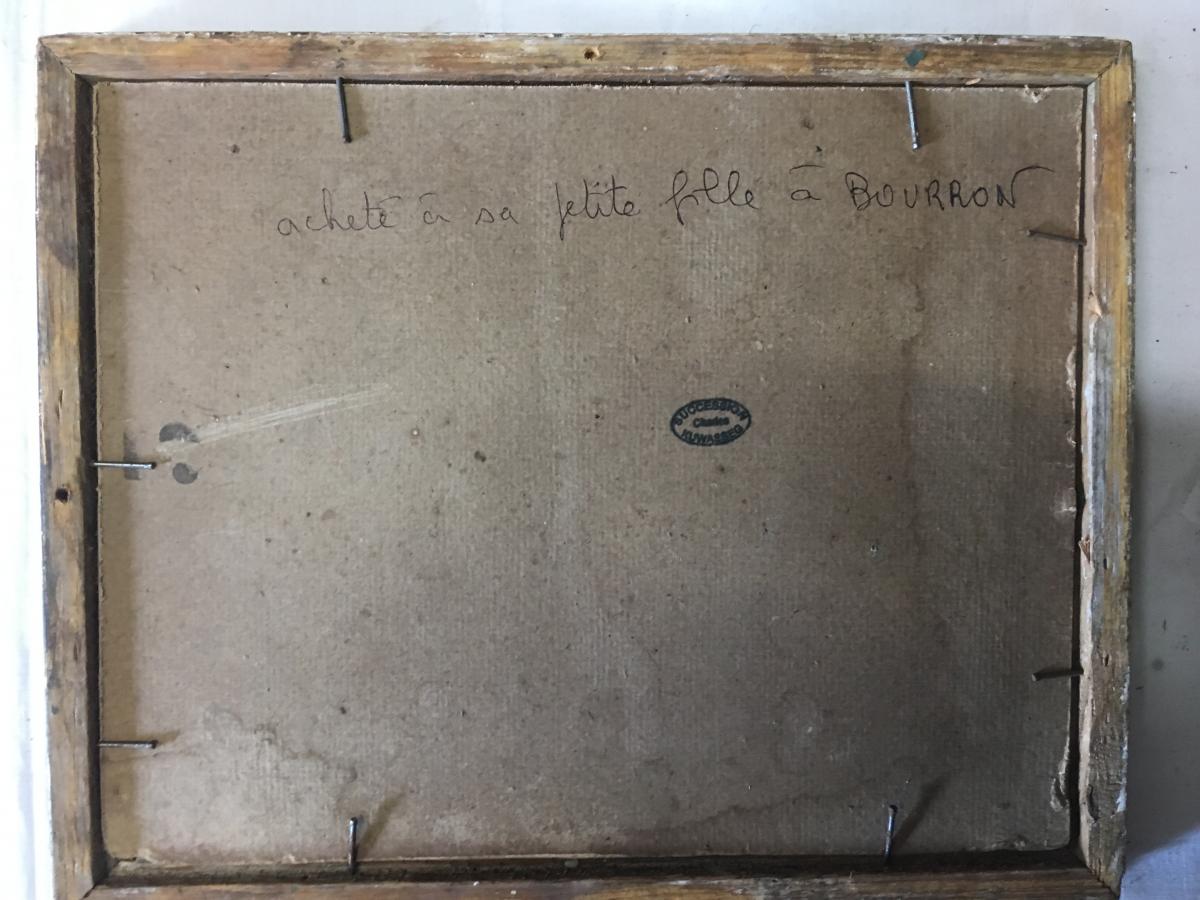 acheté à sa petite fille à BOURRON
SUCCESSION
Charles
KUWASSEG